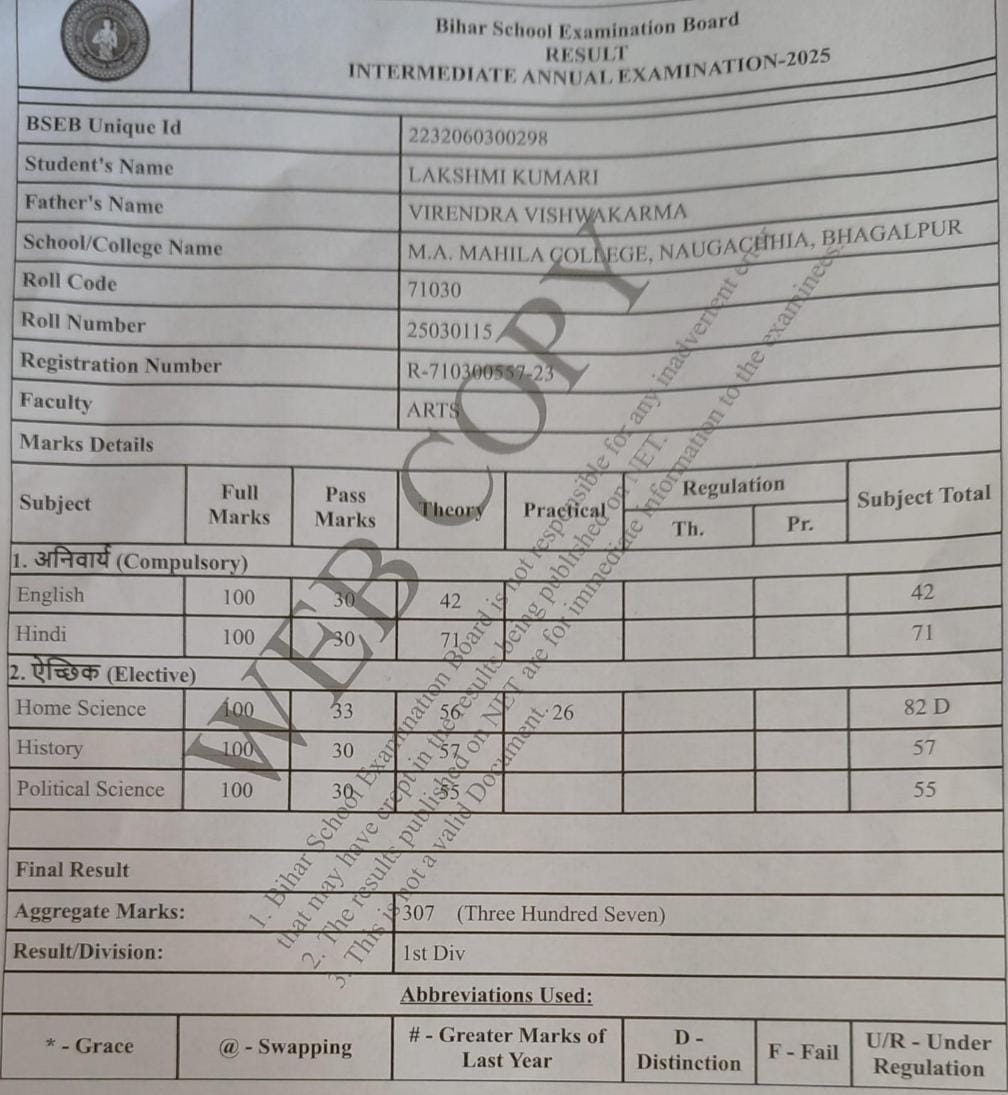 Bihar School Examination Board
RESULT
INTERMEDIATE ANNUAL EXAMINATION-2025
BSEB Unique Id 2232060300298
Student's Name LAKSHMI KUMARI
Father's Name VIRENDRA VISHWAKARMA
School/College Name M.A. MAHILA COLLEGE, NAUGACHHIA, BHAGALPUR
Roll Code 71030
Roll Number 25030115
Registration Number R-710300557-23
Faculty ARTS
Marks Details
Subject Full Marks Pass Marks Theory Practical Regulation Th. Pr. Subject Total
1. अनिवार्य (Compulsory)
English 100 30 42 42
Hindi 100 30 71 71
2. ऐच्छिक (Elective)
Home Science 100 33 56 26 82 D
History 100 30 57 57
Political Science 100 30 55 55
Final Result
Aggregate Marks: 307 (Three Hundred Seven)
Result/Division: 1st Div
Abbreviations Used:
* - Grace @ - Swapping # - Greater Marks of Last Year D - Distinction F - Fail U/R - Under Regulation
WEB COPY
1. Bihar School Examination Board is not responsible for any inadvertent
that may have crept in the results being published on NET.
2. The results published on NET are for immediate information to the examinees.
3. This is not a valid Document.